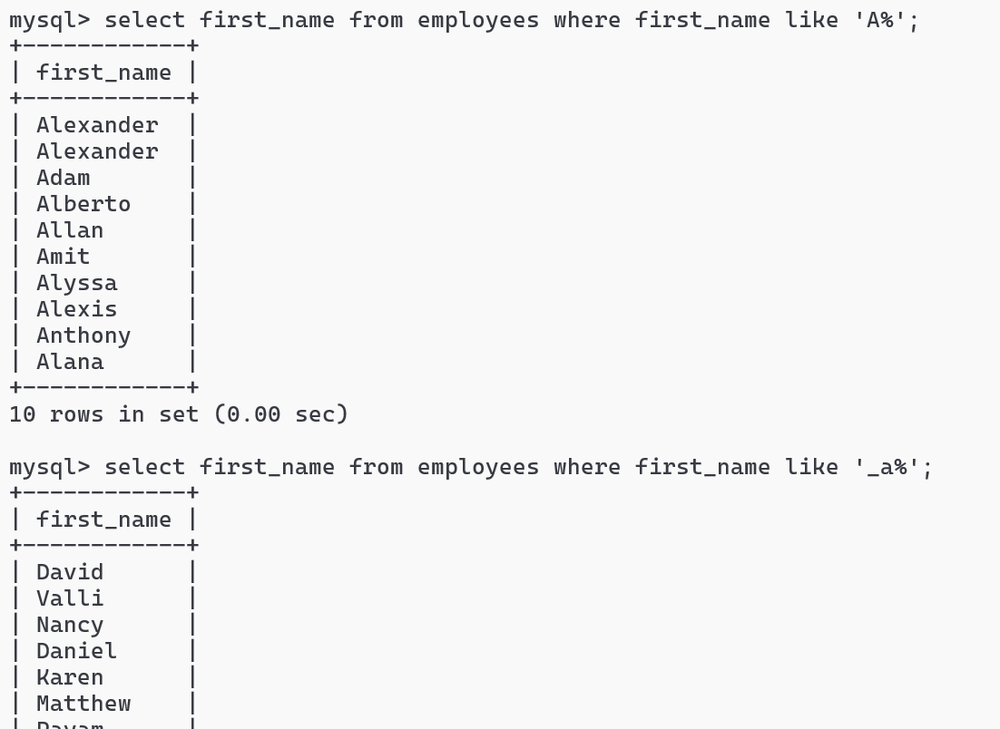 mysql> select first_name from employees where first_name like 'A%';
+------------+
| first_name |
+------------+
| Alexander  |
| Alexander  |
| Adam       |
| Alberto    |
| Allan      |
| Amit       |
| Alyssa     |
| Alexis     |
| Anthony    |
| Alana      |
+------------+
10 rows in set (0.00 sec)

mysql> select first_name from employees where first_name like '_a%';
+------------+
| first_name |
+------------+
| David      |
| Valli      |
| Nancy      |
| Daniel     |
| Karen      |
| Matthew    |